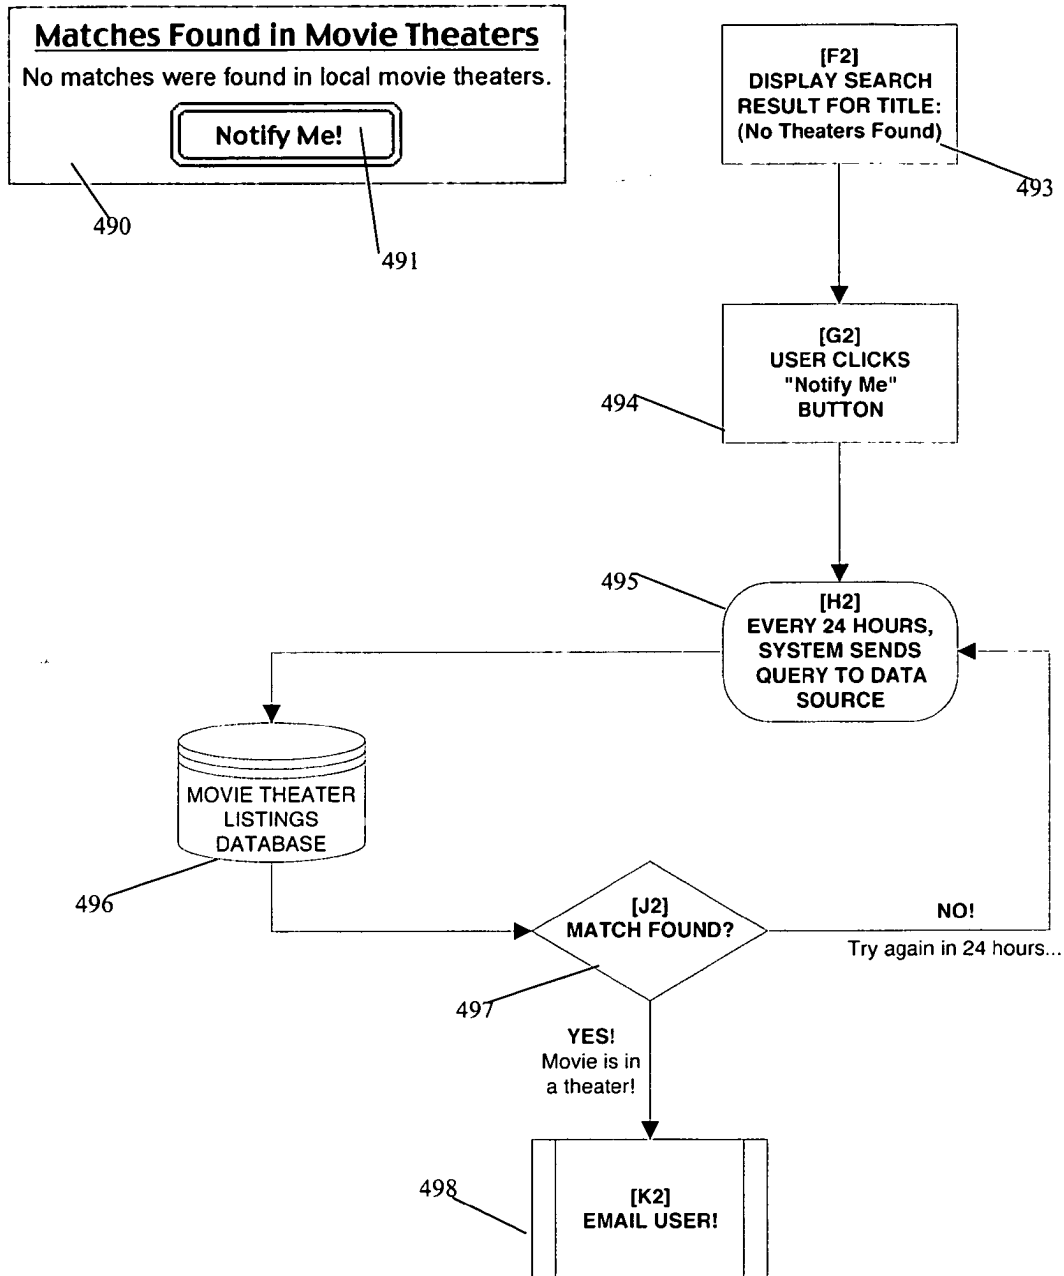 Matches Found in Movie Theaters
No matches were found in local movie theaters.
Notify Me!
490
491
[F2]
DISPLAY SEARCH
RESULT FOR TITLE:
(No Theaters Found)
493
[G2]
USER CLICKS
"Notify Me"
BUTTON
494
495
[H2]
EVERY 24 HOURS,
SYSTEM SENDS
QUERY TO DATA
SOURCE
MOVIE THEATER
LISTINGS
DATABASE
496
[J2]
MATCH FOUND?
497
NO!
Try again in 24 hours...
YES!
Movie is in
a theater!
498
[K2]
EMAIL USER!